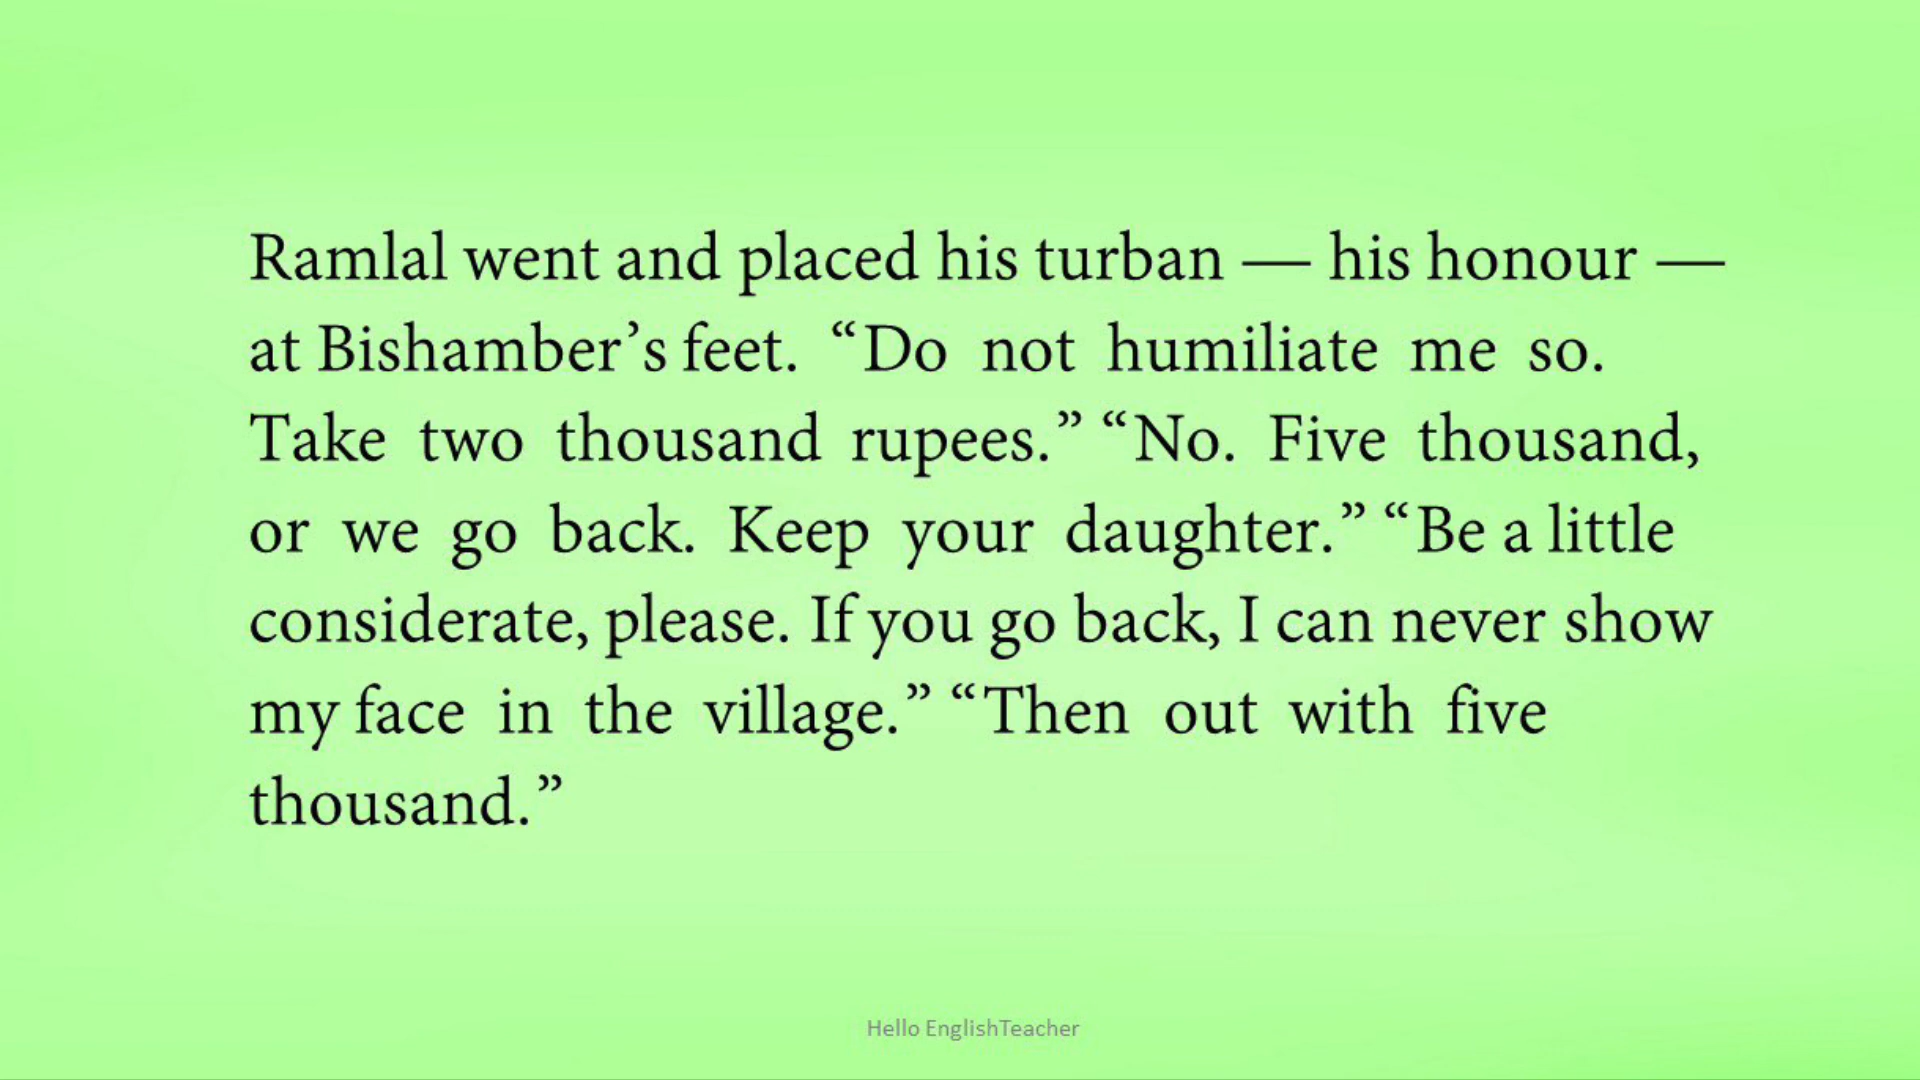 Ramlal went and placed his turban — his honour —
at Bishamber’s feet. “Do not humiliate me so.
Take two thousand rupees.” “No. Five thousand,
or we go back. Keep your daughter.” “Be a little
considerate, please. If you go back, I can never show
my face in the village.” “Then out with five
thousand.”
Hello EnglishTeacher